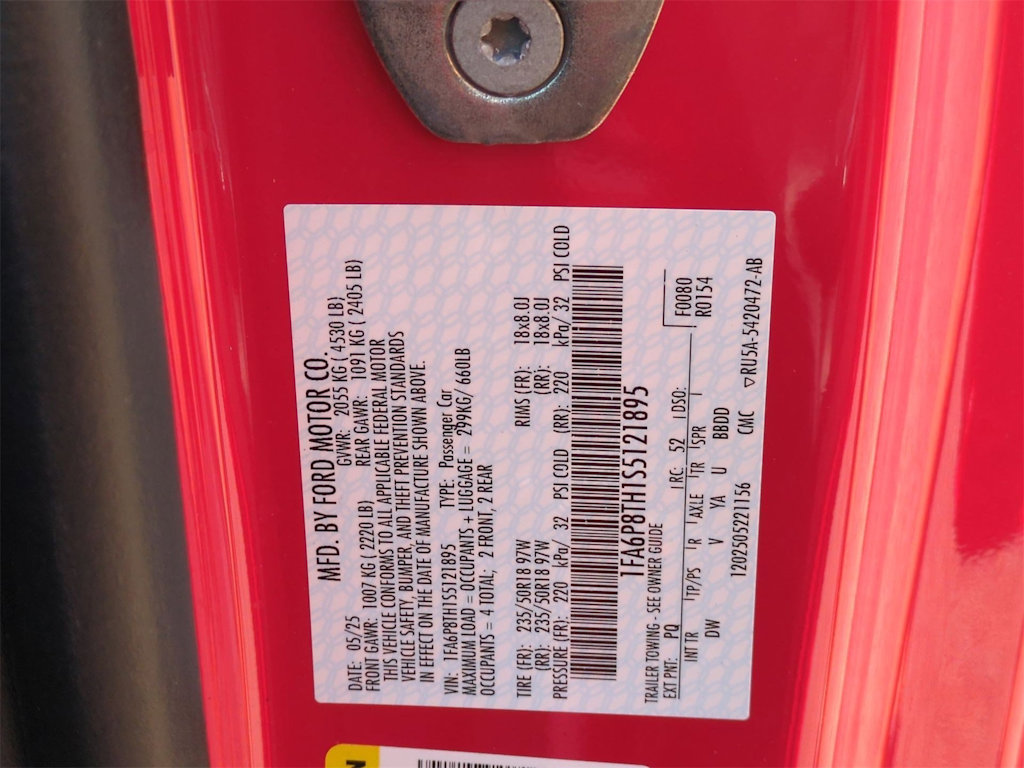 MFD. BY FORD MOTOR CO.
DATE: 05/25 GVWR: 2055 KG ( 4530 LB)
FRONT GAWR: 1007 KG ( 2220 LB) REAR GAWR: 1091 KG ( 2405 LB)
THIS VEHICLE CONFORMS TO ALL APPLICABLE FEDERAL MOTOR
VEHICLE SAFETY, BUMPER, AND THEFT PREVENTION STANDARDS
IN EFFECT ON THE DATE OF MANUFACTURE SHOWN ABOVE.
VIN: 1FA6P8TH1S5121895 TYPE: Passenger Car
MAXIMUM LOAD = OCCUPANTS + LUGGAGE = 299KG/ 660LB
OCCUPANTS = 4 TOTAL; 2 FRONT, 2 REAR
TIRE (FR): 235/50R18 97W RIMS (FR): 18x8.0J
(RR): 235/50R18 97W (RR): 18x8.0J
PRESSURE (FR): 220 kPa/ 32 PSI COLD (RR): 220 kPa/ 32 PSI COLD
1FA6P8TH1S5121895
TRAILER TOWING - SEE OWNER GUIDE
EXT PNT: PQ RC: 52 DSO: F0080
R0154
INT TR TP/PS R AXLE TR SPR
DW V YA U BBDD
1202505221156 CMC ▽RU5A-5420472-AB